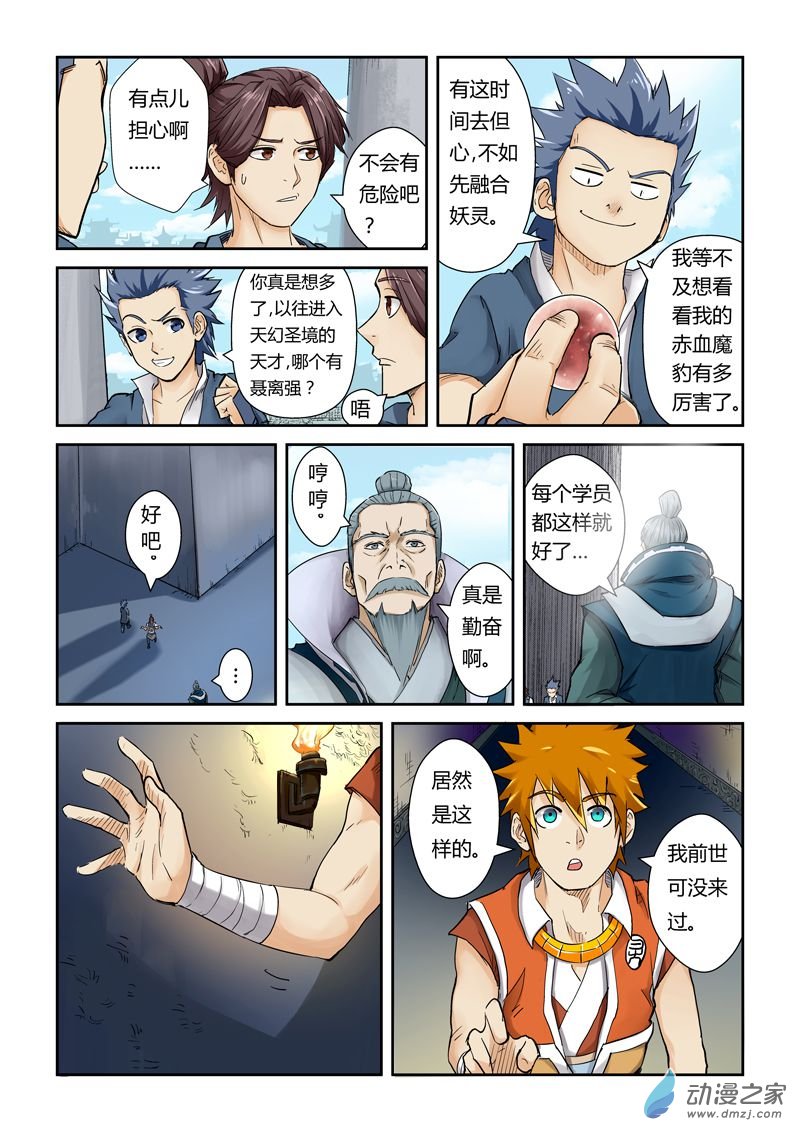 有点儿
担心啊
……
不会有
危险吧
？
有这时
间去但
心,不如
先融合
妖灵。
我等不
及想看
看我的
赤血魔
豹有多
厉害了。
你真是想多
了,以往进入
天幻圣境的
天才,哪个有
聂离强？
唔
好
吧。
…
哼
哼。
真是
勤奋
啊。
每个学员
都这样就
好了…
居然
是这
样的。
我前世
可没来
过。
灵
动漫之家
www.dmzj.com